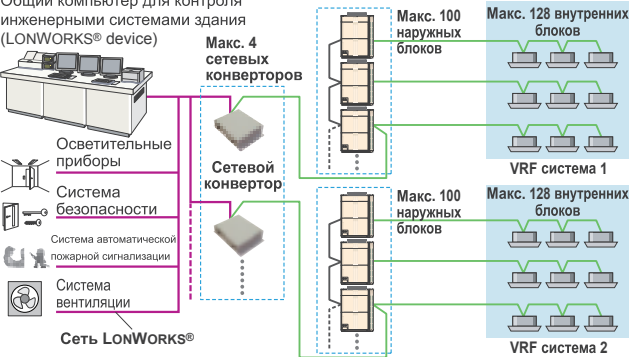 Общий компьютер для контроля
инженерными системами здания
(LONWORKS® device)
Макс. 4
сетевых
конверторов
Макс. 100
наружных
блоков
Макс. 128 внутренних
блоков
VRF система 1
Осветительные
приборы
Сетевой
конвертор
Система
безопасности
Макс. 100
наружных
блоков
Макс. 128 внутренних
блоков
Система автоматической
пожарной сигнализации
Система
вентиляции
Сеть LONWORKS®
VRF система 2